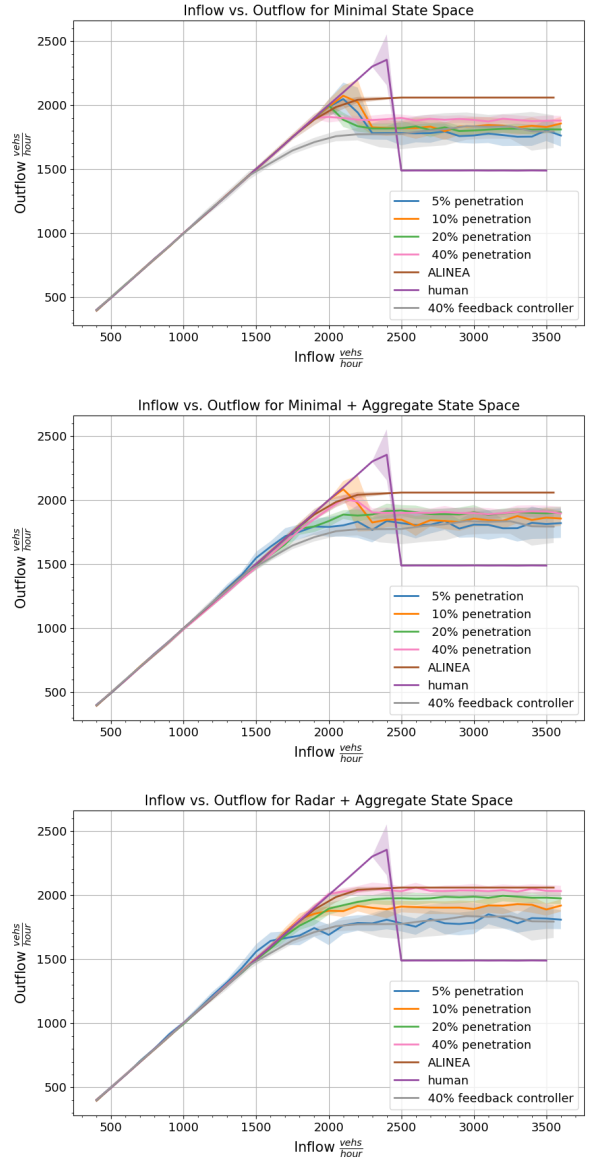 Inflow vs. Outflow for Minimal State Space
2500
2000
1500
1000
500
Outflow vehs/hour
5% penetration
10% penetration
20% penetration
40% penetration
ALINEA
human
40% feedback controller
500 1000 1500 2000 2500 3000 3500
Inflow vehs/hour
Inflow vs. Outflow for Minimal + Aggregate State Space
2500
2000
1500
1000
500
Outflow vehs/hour
5% penetration
10% penetration
20% penetration
40% penetration
ALINEA
human
40% feedback controller
500 1000 1500 2000 2500 3000 3500
Inflow vehs/hour
Inflow vs. Outflow for Radar + Aggregate State Space
2500
2000
1500
1000
500
Outflow vehs/hour
5% penetration
10% penetration
20% penetration
40% penetration
ALINEA
human
40% feedback controller
500 1000 1500 2000 2500 3000 3500
Inflow vehs/hour